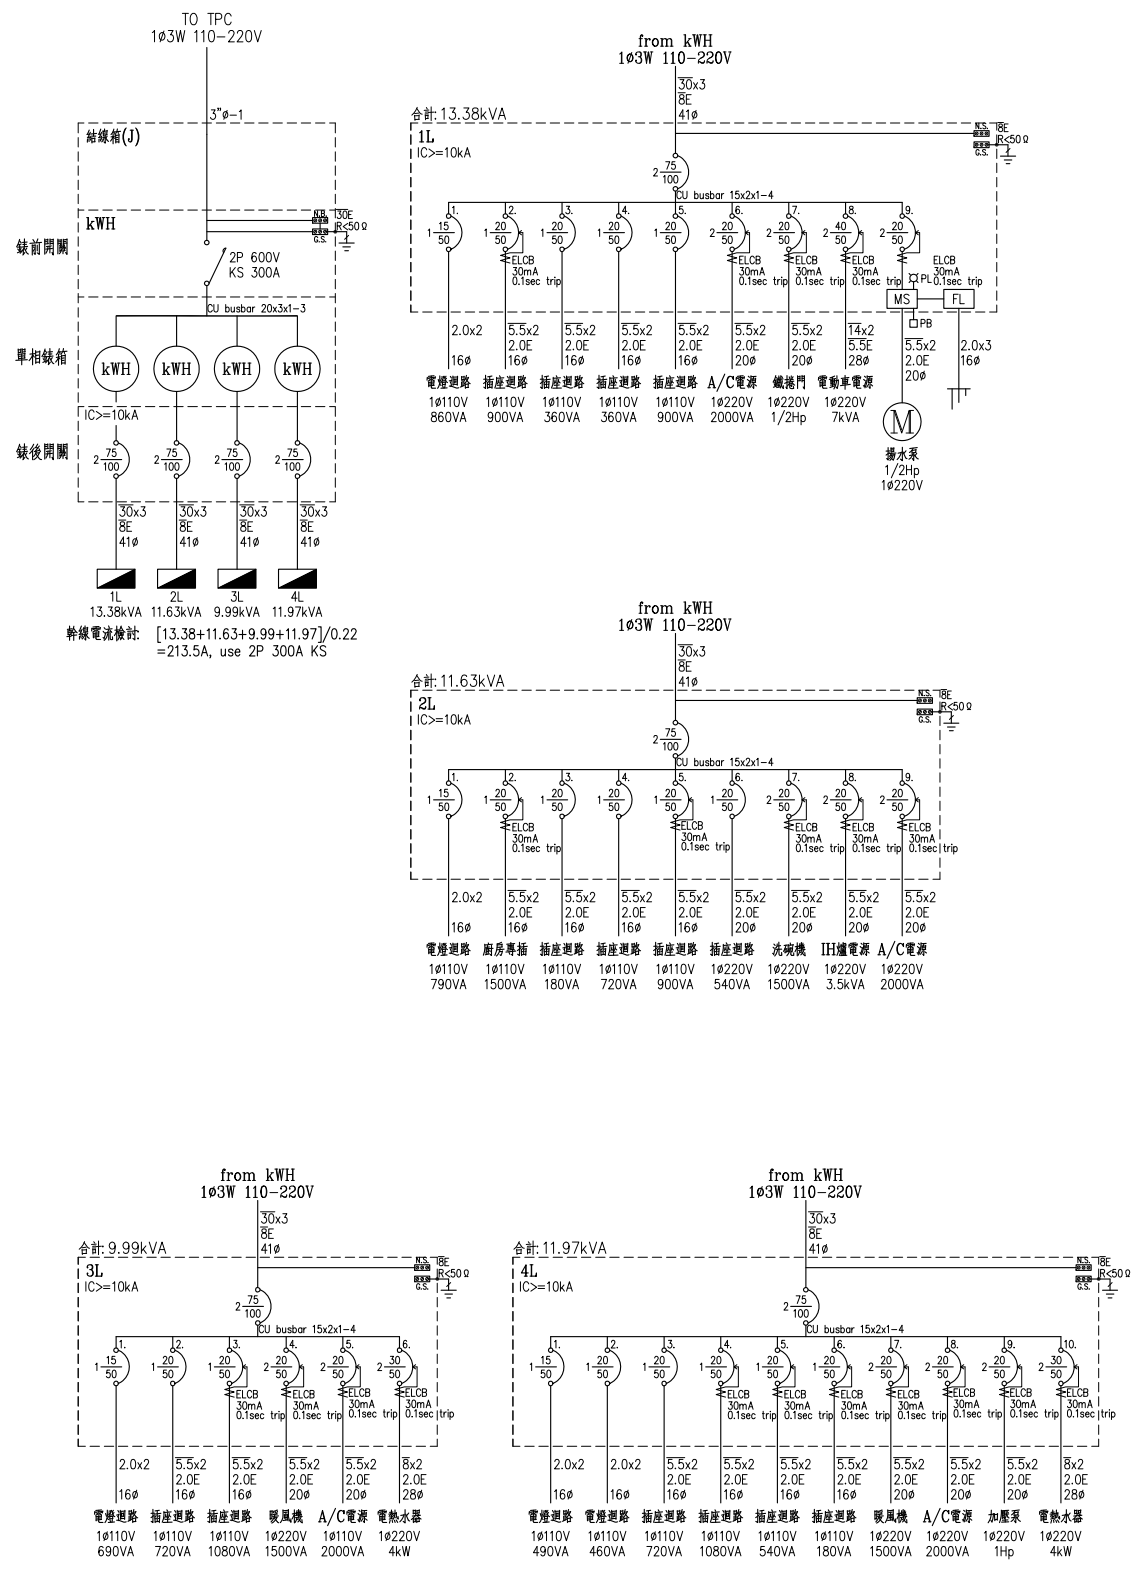 TO TPC
1ø3W 110-220V
3"ø-1
結線箱(J)
kWH
N.B.
30E
R<50Ω
G.S.
錶前開關
2P 600V
KS 300A
CU busbar 20x3x1-3
單相錶箱
kWH kWH kWH kWH
IC>=10kA
錶後開關
2 75/100 2 75/100 2 75/100 2 75/100
30x3 30x3 30x3 30x3
8E 8E 8E 8E
41ø 41ø 41ø 41ø
1L 2L 3L 4L
13.38kVA 11.63kVA 9.99kVA 11.97kVA
幹線電流檢討: [13.38+11.63+9.99+11.97]/0.22
=213.5A, use 2P 300A KS
from kWH
1ø3W 110-220V
30x3
8E
41ø
合計: 13.38kVA
1L
IC>=10kA
N.S.
8E
R<50Ω
G.S.
2 75/100
CU busbar 15x2x1-4
1. 2. 3. 4. 5. 6. 7. 8. 9.
1 15/50 1 20/50 1 20/50 1 20/50 1 20/50 2 20/50 2 20/50 2 40/50 2 20/50
ELCB ELCB ELCB ELCB ELCB
30mA 30mA 30mA 30mA 30mA
0.1sec trip 0.1sec trip 0.1sec trip 0.1sec trip 0.1sec trip
PL
MS FL
PB
2.0x2 5.5x2 5.5x2 5.5x2 5.5x2 5.5x2 5.5x2 14x2 5.5x2 2.0x3
2.0E 2.0E 2.0E 2.0E 2.0E 2.0E 5.5E 2.0E
16ø 16ø 16ø 16ø 16ø 20ø 20ø 28ø 20ø 16ø
電燈迴路 插座迴路 插座迴路 插座迴路 插座迴路 A/C電源 鐵捲門 電動車電源
1ø110V 1ø110V 1ø110V 1ø110V 1ø110V 1ø220V 1ø220V 1ø220V
860VA 900VA 360VA 360VA 900VA 2000VA 1/2Hp 7kVA
M
揚水泵
1/2Hp
1ø220V
from kWH
1ø3W 110-220V
30x3
8E
41ø
合計: 11.63kVA
2L
IC>=10kA
N.S.
8E
R<50Ω
G.S.
2 75/100
CU busbar 15x2x1-4
1. 2. 3. 4. 5. 6. 7. 8. 9.
1 15/50 1 20/50 1 20/50 1 20/50 1 20/50 2 20/50 2 20/50 2 20/50 2 20/50
ELCB ELCB ELCB ELCB ELCB
30mA 30mA 30mA 30mA 30mA
0.1sec trip 0.1sec trip 0.1sec trip 0.1sec trip 0.1sec trip
2.0x2 5.5x2 5.5x2 5.5x2 5.5x2 5.5x2 5.5x2 5.5x2 5.5x2
2.0E 2.0E 2.0E 2.0E 2.0E 2.0E 2.0E 2.0E
16ø 16ø 16ø 16ø 16ø 20ø 20ø 20ø 20ø
電燈迴路 廚房專插 插座迴路 插座迴路 插座迴路 插座迴路 洗碗機 IH爐電源 A/C電源
1ø110V 1ø110V 1ø110V 1ø110V 1ø110V 1ø220V 1ø220V 1ø220V 1ø220V
790VA 1500VA 180VA 720VA 900VA 540VA 1500VA 3.5kVA 2000VA
from kWH
1ø3W 110-220V
30x3
8E
41ø
合計: 9.99kVA
3L
IC>=10kA
N.S.
8E
R<50Ω
G.S.
2 75/100
CU busbar 15x2x1-4
1. 2. 3. 4. 5. 6.
1 15/50 1 20/50 1 20/50 2 20/50 2 20/50 2 30/50
ELCB ELCB ELCB ELCB
30mA 30mA 30mA 30mA
0.1sec trip 0.1sec trip 0.1sec trip 0.1sec trip
2.0x2 5.5x2 5.5x2 5.5x2 5.5x2 8x2
2.0E 2.0E 2.0E 2.0E 2.0E
16ø 16ø 16ø 20ø 20ø 28ø
電燈迴路 插座迴路 插座迴路 暖風機 A/C電源 電熱水器
1ø110V 1ø110V 1ø110V 1ø220V 1ø110V 1ø220V
690VA 720VA 1080VA 1500VA 2000VA 4kW
from kWH
1ø3W 110-220V
30x3
8E
41ø
合計: 11.97kVA
4L
IC>=10kA
N.S.
8E
R<50Ω
G.S.
2 75/100
CU busbar 15x2x1-4
1. 2. 3. 4. 5. 6. 7. 8. 9. 10.
1 15/50 1 20/50 1 20/50 1 20/50 1 20/50 1 20/50 2 20/50 2 20/50 2 20/50 2 30/50
ELCB ELCB ELCB ELCB ELCB ELCB ELCB
30mA 30mA 30mA 30mA 30mA 30mA 30mA
0.1sec trip 0.1sec trip 0.1sec trip 0.1sec trip 0.1sec trip 0.1sec trip 0.1sec trip
2.0x2 2.0x2 5.5x2 5.5x2 5.5x2 5.5x2 5.5x2 5.5x2 5.5x2 8x2
2.0E 2.0E 2.0E 2.0E 2.0E 2.0E 2.0E 2.0E
16ø 16ø 16ø 16ø 16ø 16ø 20ø 20ø 20ø 28ø
電燈迴路 電燈迴路 插座迴路 插座迴路 插座迴路 插座迴路 暖風機 A/C電源 加壓泵 電熱水器
1ø110V 1ø110V 1ø110V 1ø110V 1ø110V 1ø110V 1ø220V 1ø220V 1ø220V 1ø220V
490VA 460VA 720VA 1080VA 540VA 180VA 1500VA 2000VA 1Hp 4kW